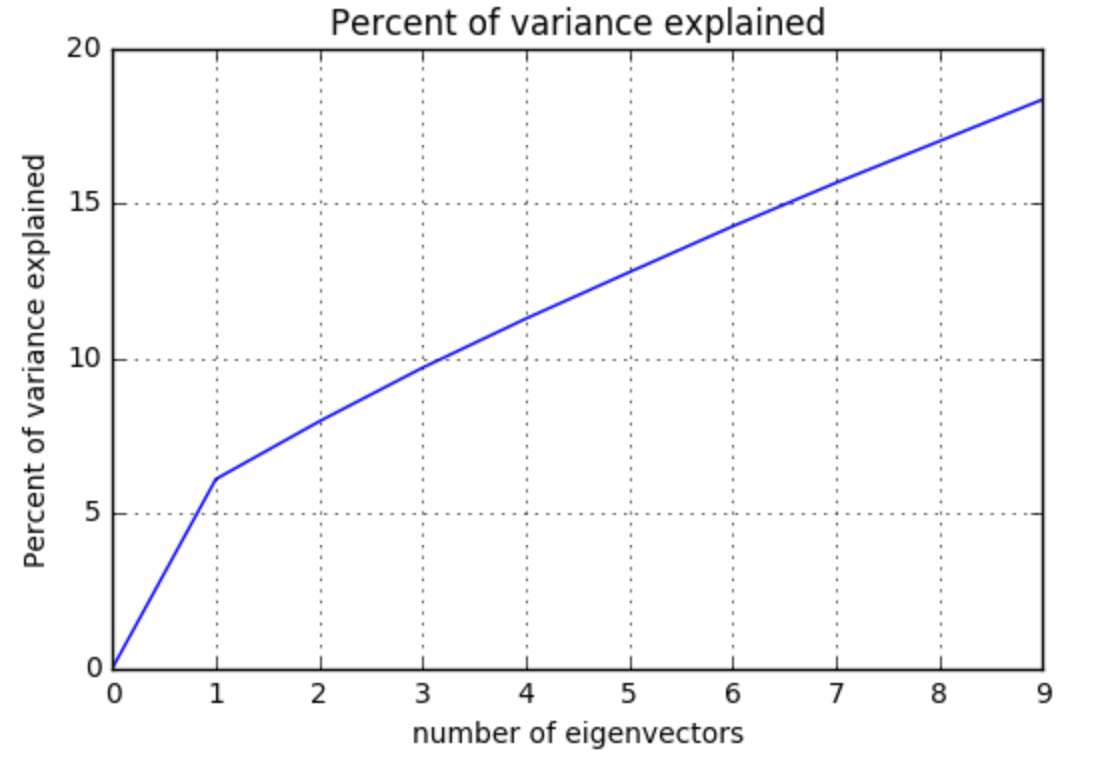 Percent of variance explained
Percent of variance explained
20
15
10
5
0
0 1 2 3 4 5 6 7 8 9
number of eigenvectors